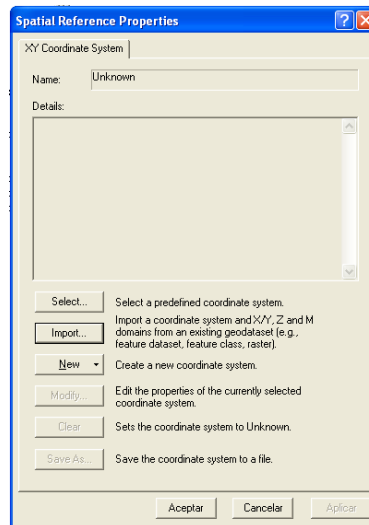 Spatial Reference Properties
XY Coordinate System
Name: Unknown
Details:
Select... Select a predefined coordinate system.
Import... Import a coordinate system and X/Y, Z and M
domains from an existing geodataset (e.g.,
feature dataset, feature class, raster).
New Create a new coordinate system.
Modify... Edit the properties of the currently selected
coordinate system.
Clear Sets the coordinate system to Unknown.
Save As... Save the coordinate system to a file.
Aceptar Cancelar Aplicar